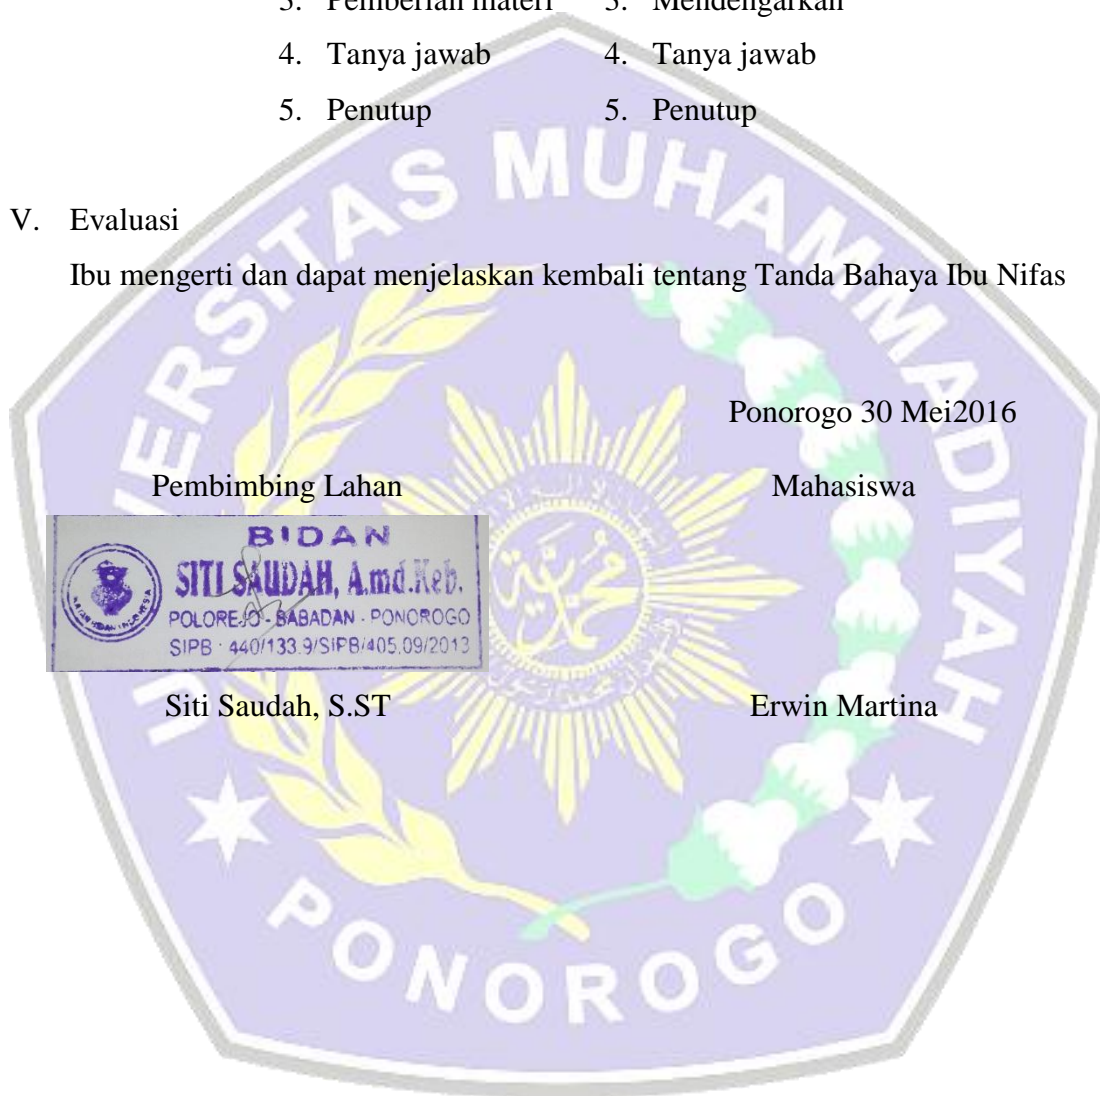 3. Pemberian materi 3. Mendengarkan
4. Tanya jawab 4. Tanya jawab
5. Penutup 5. Penutup
V. Evaluasi
Ibu mengerti dan dapat menjelaskan kembali tentang Tanda Bahaya Ibu Nifas
Ponorogo 30 Mei2016
Pembimbing Lahan Mahasiswa
BIDAN
SITI SAUDAH, A.md.Keb.
POLOREJO - BABADAN - PONOROGO
SIPB : 440/133.9/SIPB/405.09/2013
Siti Saudah, S.ST Erwin Martina
UNIVERSITAS MUHAMMADIYAH
PONOROGO